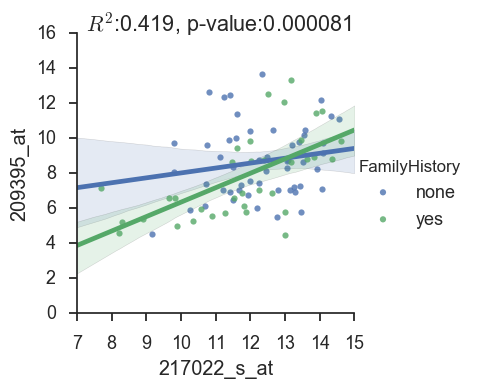 R²:0.419, p-value:0.000081
16
14
12
10
8
6
4
2
0
209395_at
7 8 9 10 11 12 13 14 15
217022_s_at
FamilyHistory
none
yes